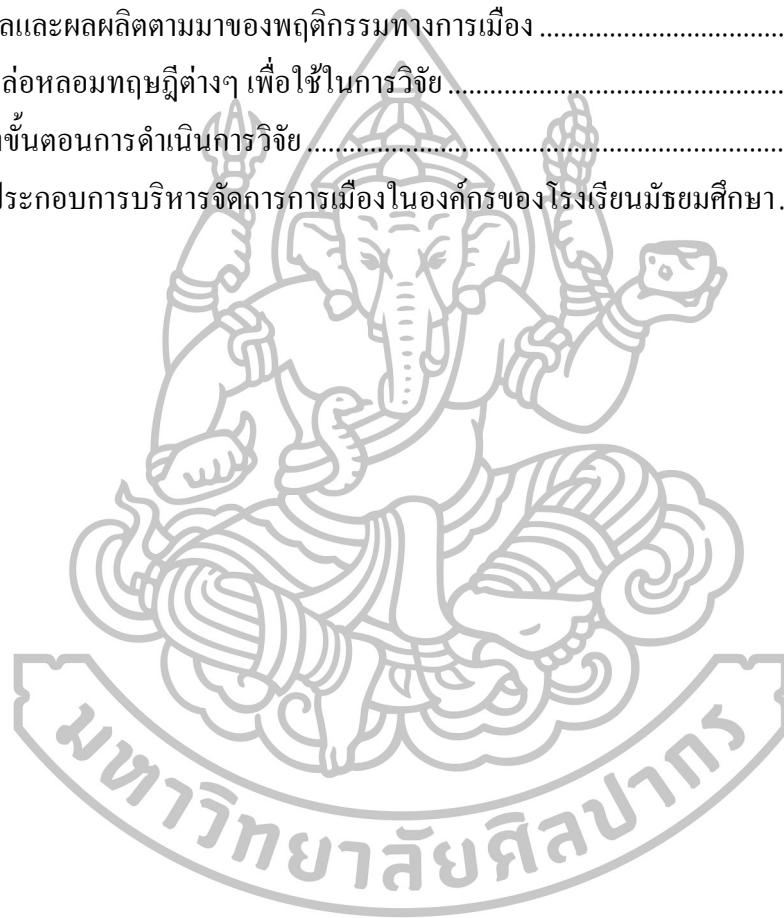 ลและผลผลิตตามมาของพฤติกรรมทางการเมือง
ล่อหลอมทฤษฎีต่างๆ เพื่อใช้ในการวิจัย
ขั้นตอนการดำเนินการวิจัย
ประกอบการบริหารจัดการการเมืองในองค์กรของโรงเรียนมัธยมศึกษา
มหาวิทยาลัยศิลปากร